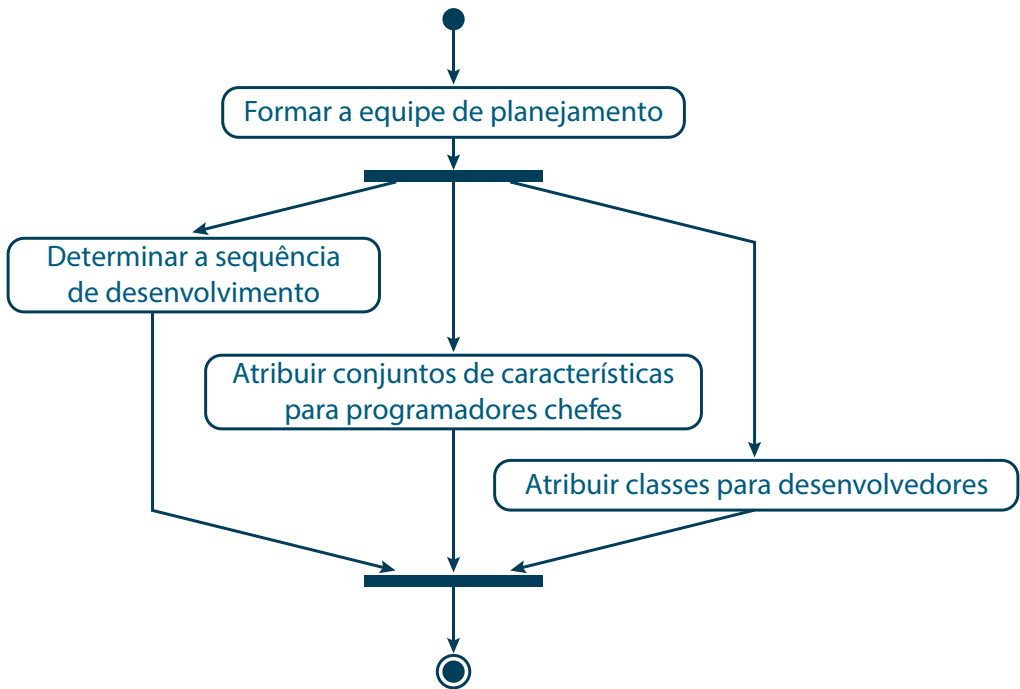 Formar a equipe de planejamento
Determinar a sequência
de desenvolvimento
Atribuir conjuntos de características
para programadores chefes
Atribuir classes para desenvolvedores